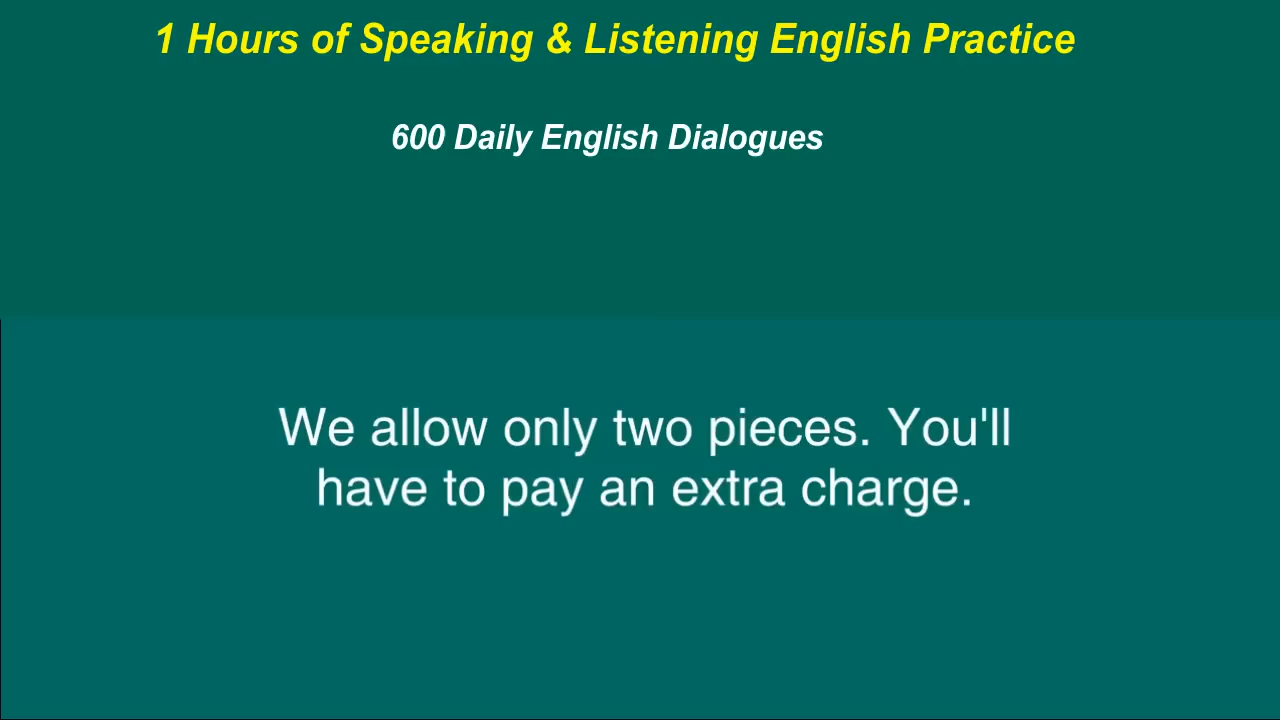 1 Hours of Speaking & Listening English Practice
600 Daily English Dialogues
We allow only two pieces. You'll
have to pay an extra charge.